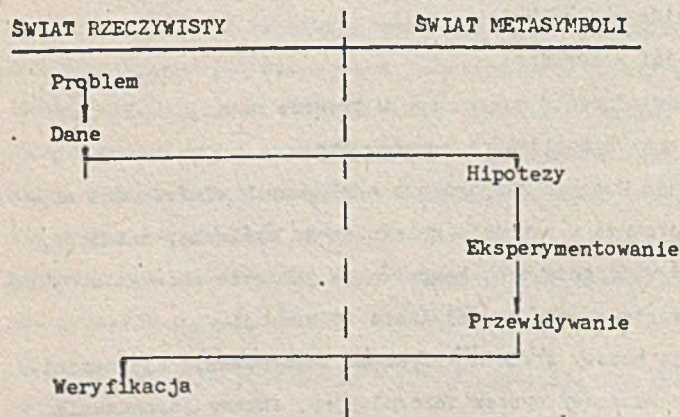 ŚWIAT RZECZYWISTY ŚWIAT METASYMBOLI
Problem
Dane
Hipotezy
Eksperymentowanie
Przewidywanie
Weryfikacja